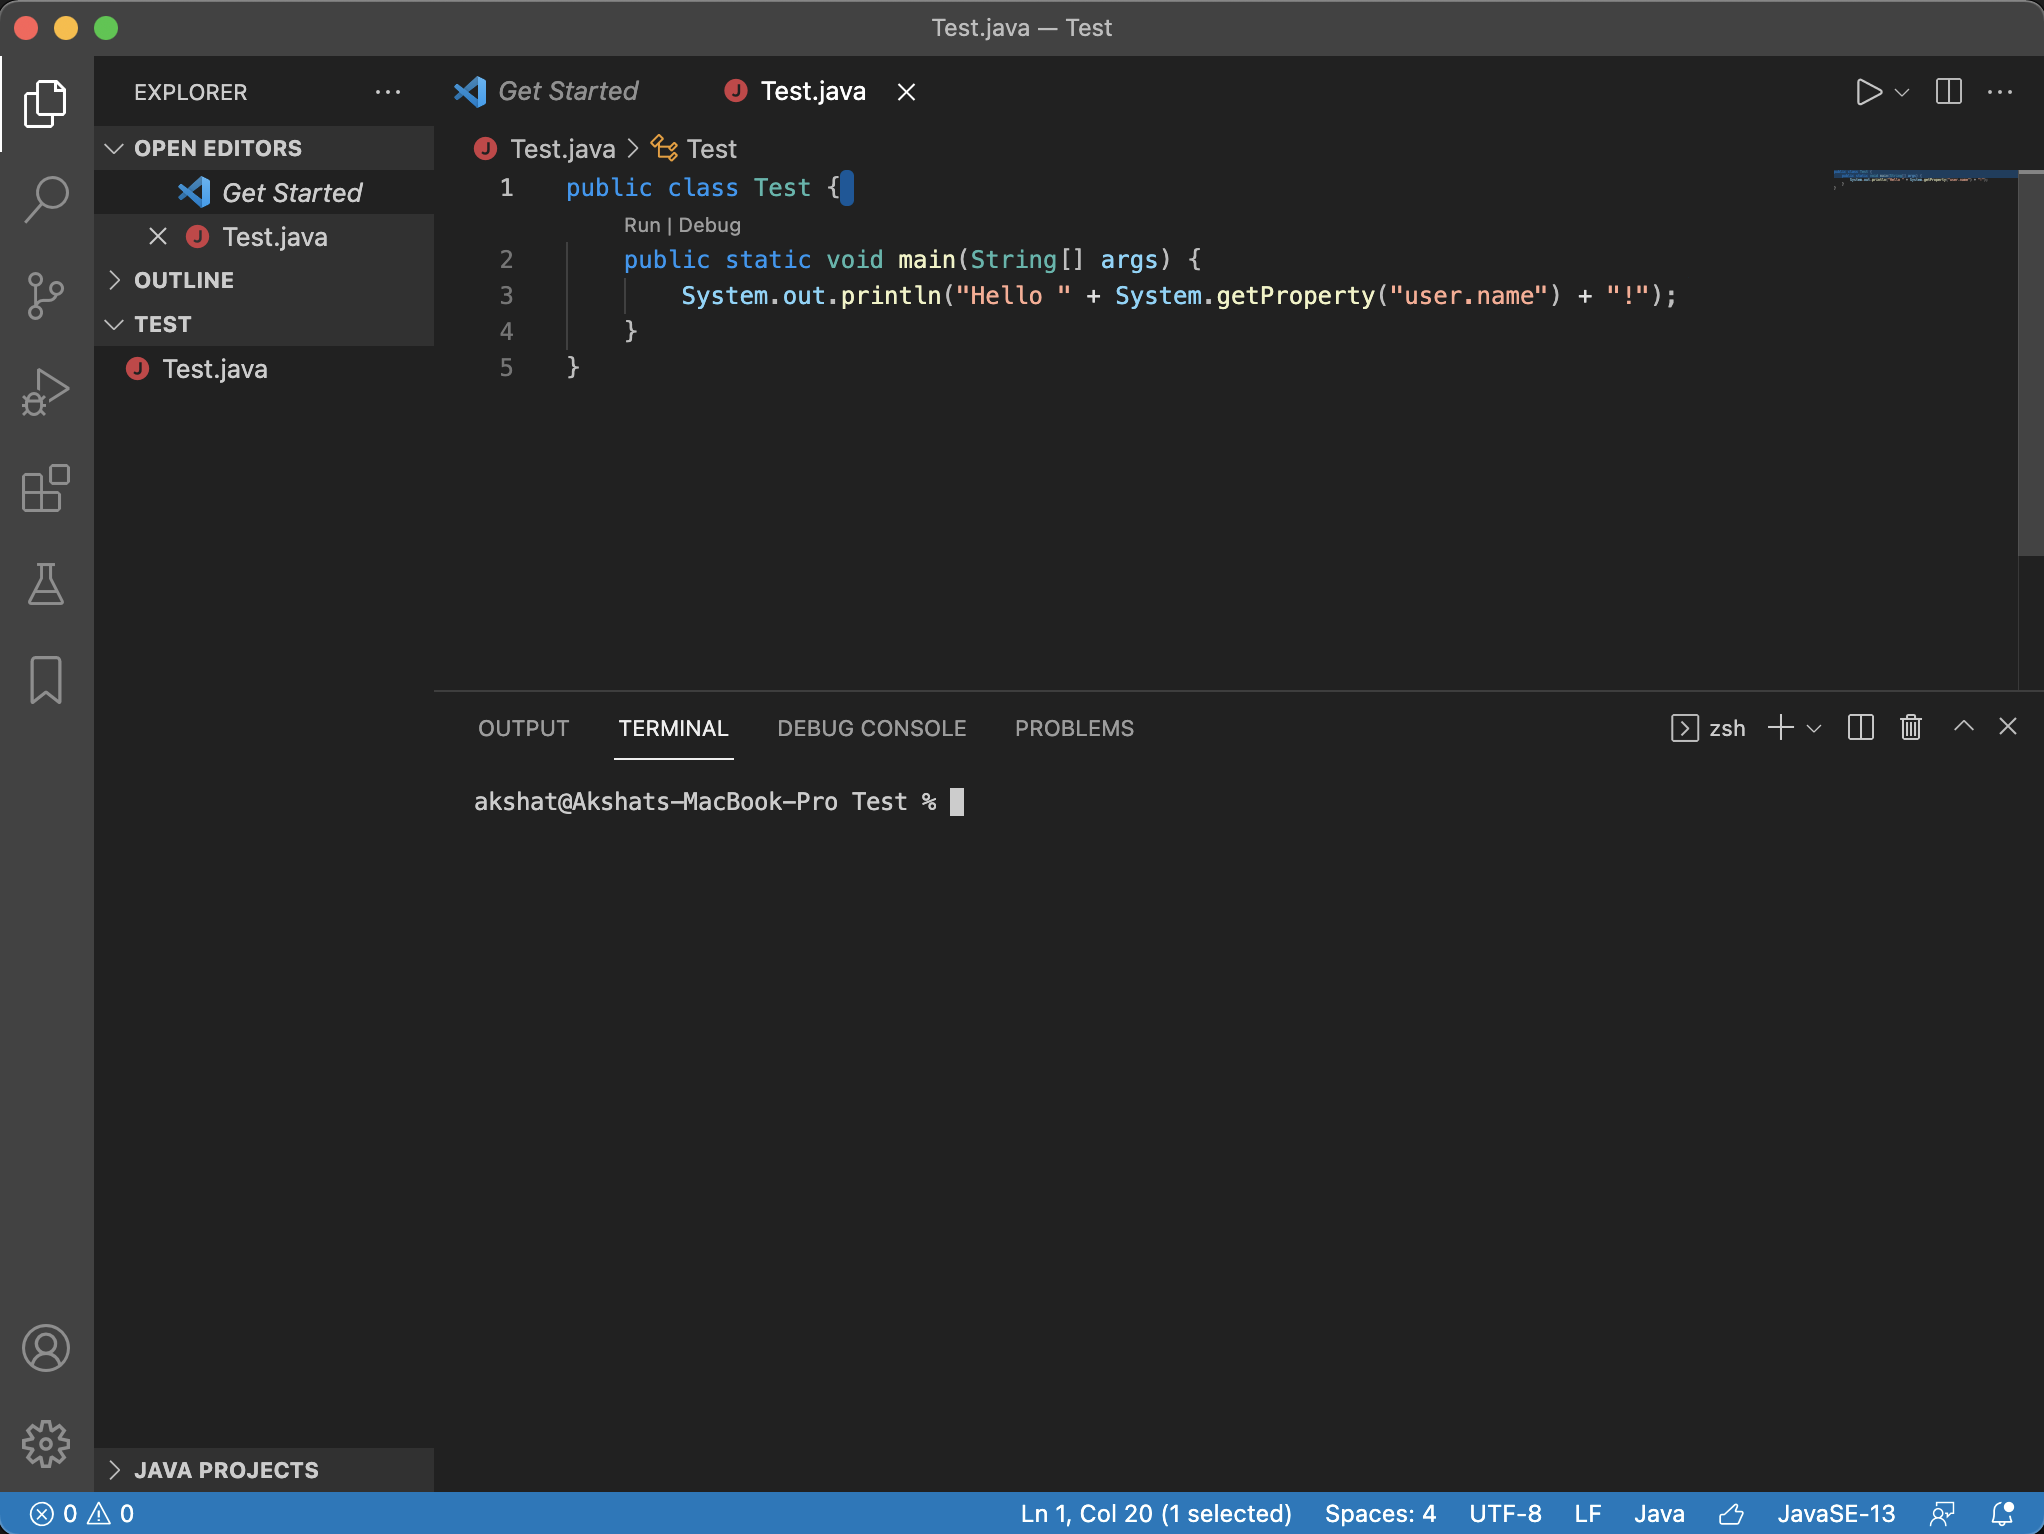 Test.java — Test
EXPLORER
OPEN EDITORS
Get Started
Test.java
OUTLINE
TEST
Test.java
JAVA PROJECTS
Get Started
Test.java
Test.java > Test
1 public class Test {
Run | Debug
2 public static void main(String[] args) {
3 System.out.println("Hello " + System.getProperty("user.name") + "!");
4 }
5 }
OUTPUT TERMINAL DEBUG CONSOLE PROBLEMS
zsh
akshat@Akshats-MacBook-Pro Test %
0 0 Ln 1, Col 20 (1 selected) Spaces: 4 UTF-8 LF Java JavaSE-13